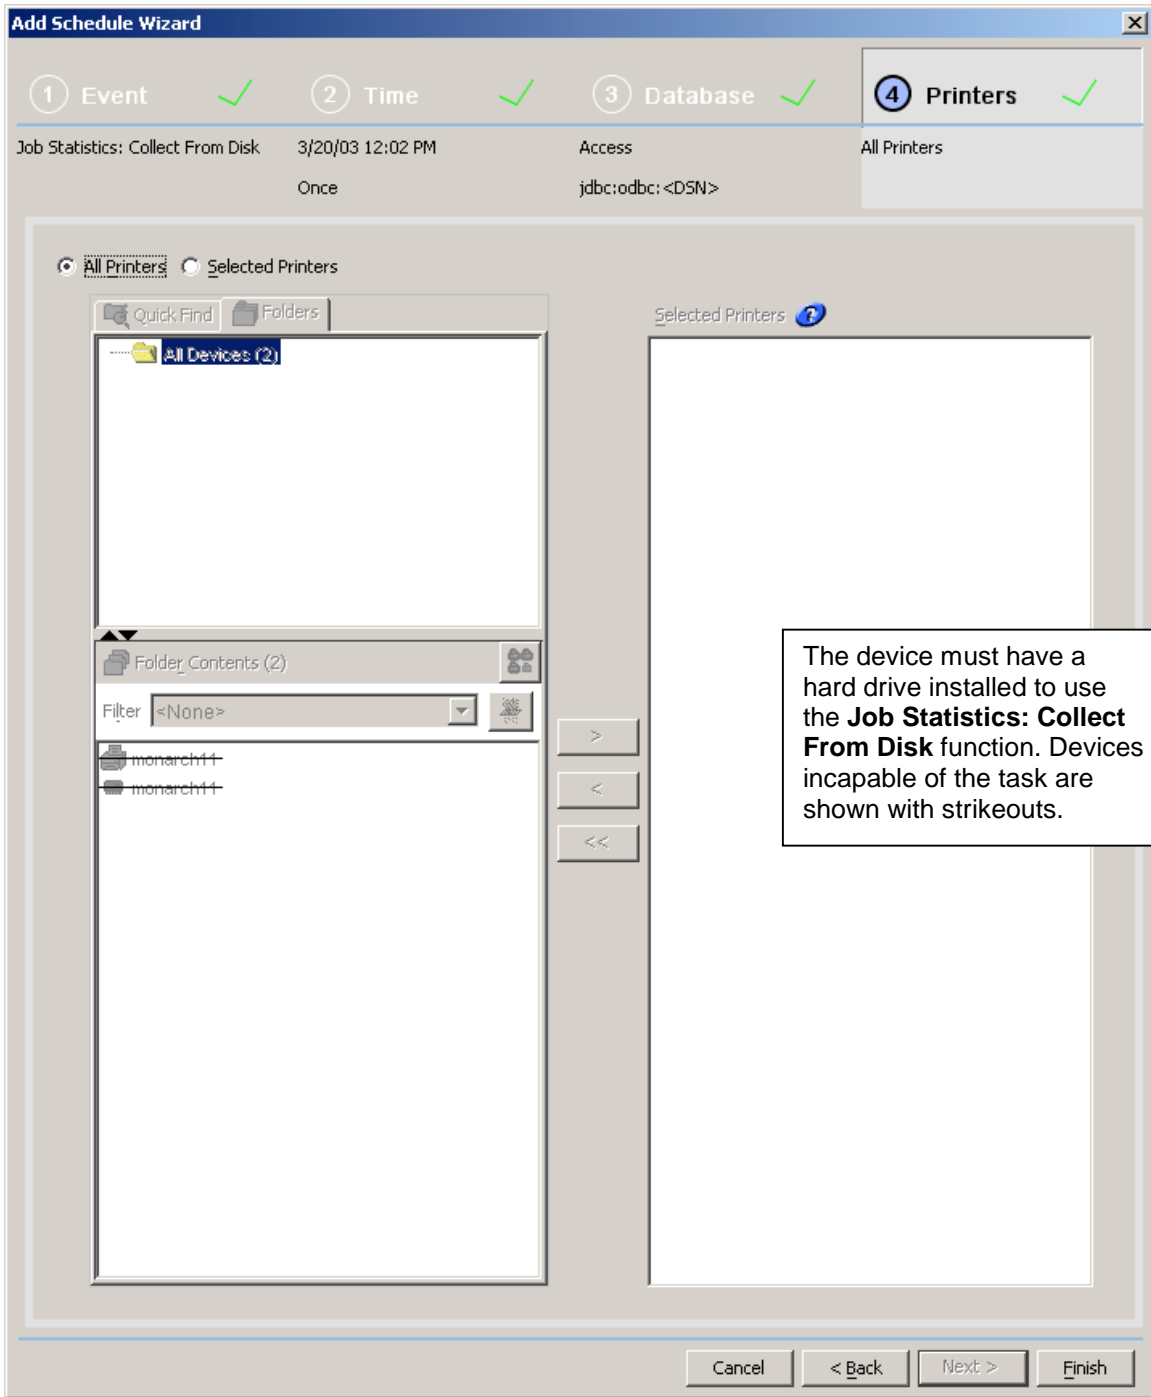 Add Schedule Wizard
1 Event
2 Time
3 Database
4 Printers
Job Statistics: Collect From Disk
3/20/03 12:02 PM
Access
All Printers
Once
jdbc:odbc:<DSN>
All Printers
Selected Printers
Quick Find
Folders
Selected Printers
?
All Devices (2)
Folder Contents (2)
Filter
<None>
monarch11
monarch11
>
<
<<
The device must have a
hard drive installed to use
the Job Statistics: Collect
From Disk function. Devices
incapable of the task are
shown with strikeouts.
Cancel
< Back
Next >
Finish